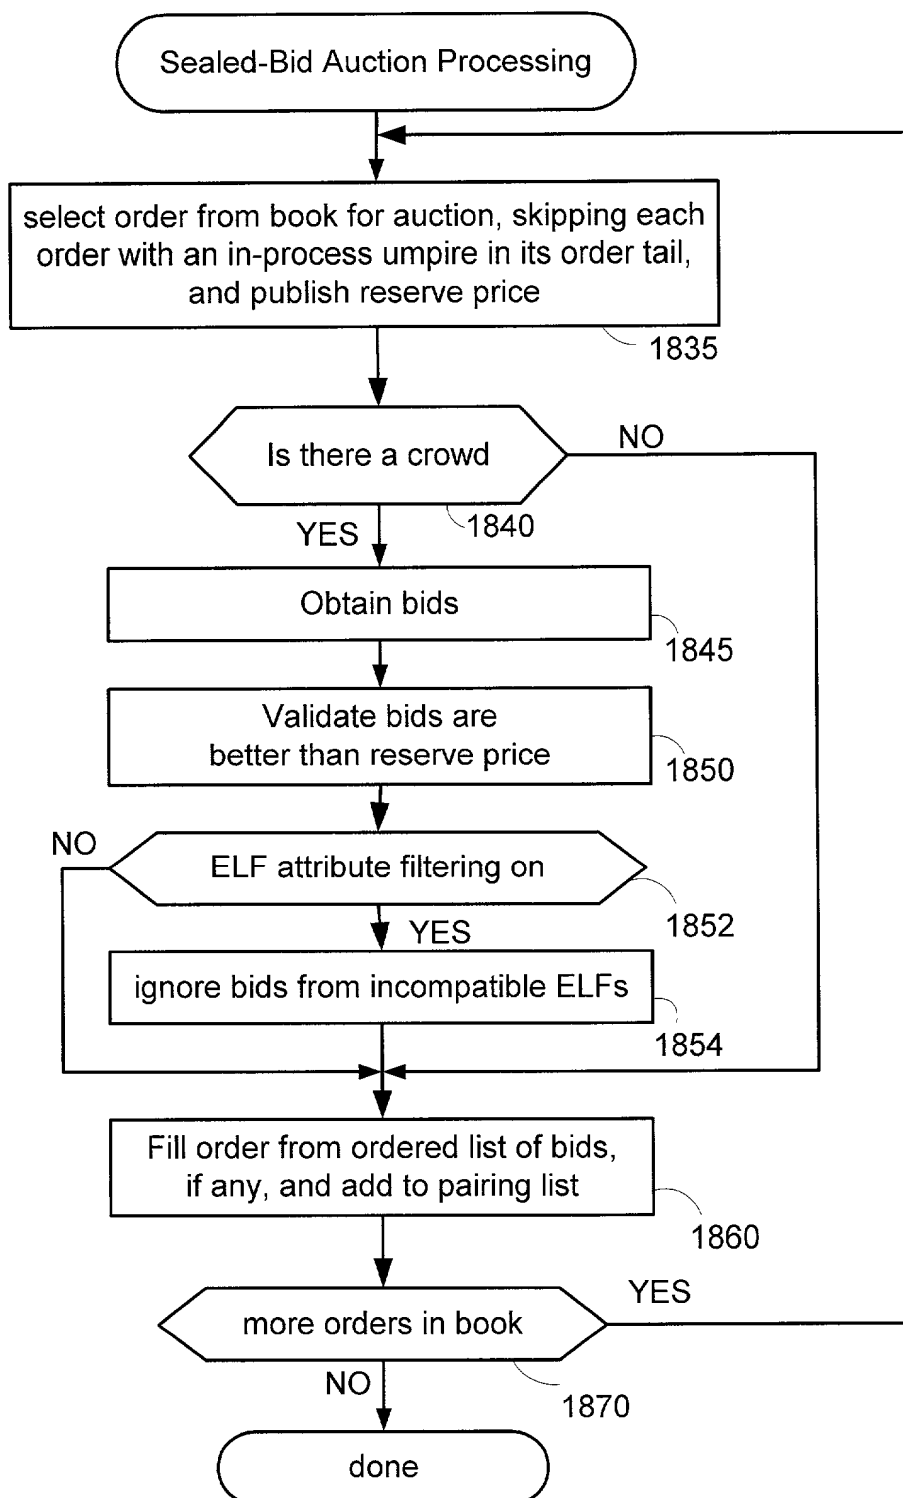 Sealed-Bid Auction Processing
select order from book for auction, skipping each
order with an in-process umpire in its order tail,
and publish reserve price
1835
Is there a crowd
NO
1840
YES
Obtain bids
1845
Validate bids are
better than reserve price
1850
NO
ELF attribute filtering on
1852
YES
ignore bids from incompatible ELFs
1854
Fill order from ordered list of bids,
if any, and add to pairing list
1860
YES
more orders in book
NO
1870
done